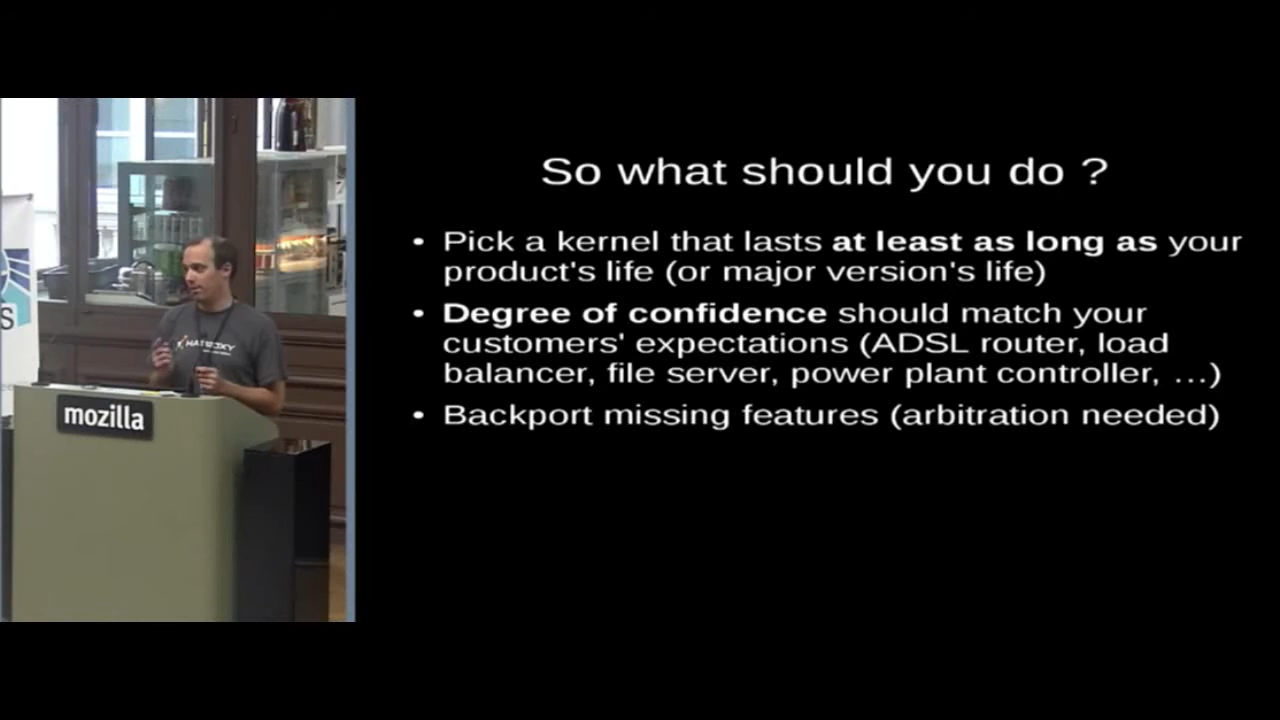 So what should you do ?
• Pick a kernel that lasts at least as long as your
product's life (or major version's life)
• Degree of confidence should match your
customers' expectations (ADSL router, load
balancer, file server, power plant controller, …)
• Backport missing features (arbitration needed)
mozilla
S